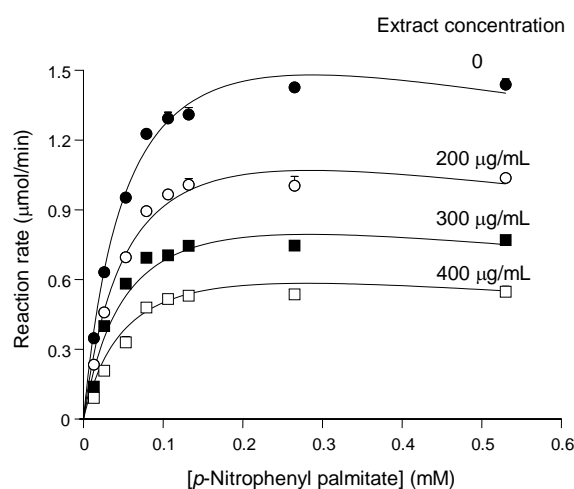 Extract concentration
0
1.5
1.2
200 μg/mL
0.9
300 μg/mL
0.6
400 μg/mL
0.3
0
0 0.1 0.2 0.3 0.4 0.5 0.6
Reaction rate (μmol/min)
[p-Nitrophenyl palmitate] (mM)